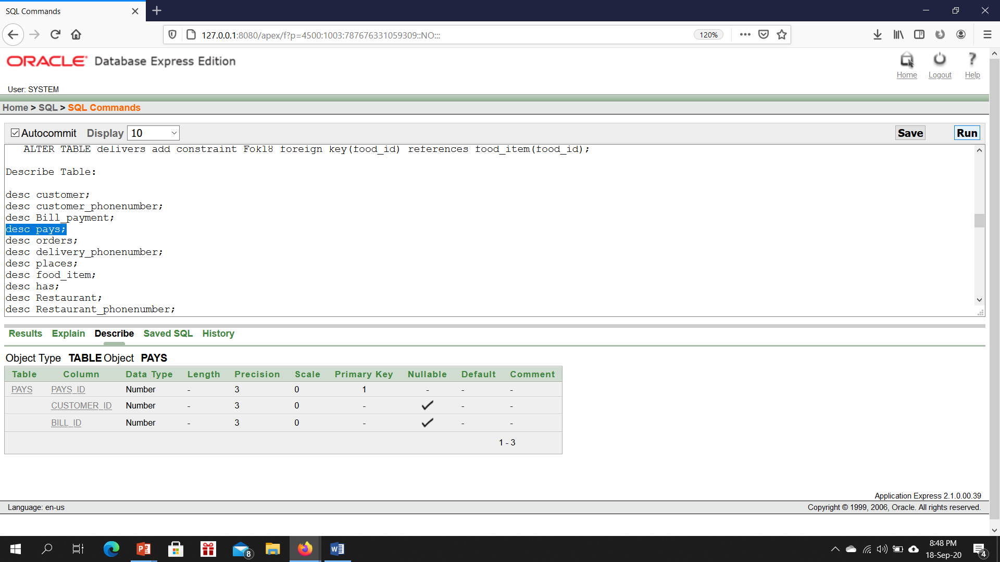 SQL Commands
127.0.0.1:8080/apex/f?p=4500:1003:787676331059309::NO:::
120%
ORACLE Database Express Edition
Home Logout Help
User: SYSTEM
Home > SQL > SQL Commands
Autocommit Display 10 Save Run
ALTER TABLE delivers add constraint Fok18 foreign key(food_id) references food_item(food_id);
Describe Table:
desc customer;
desc customer_phonenumber;
desc Bill_payment;
desc pays;
desc orders;
desc delivery_phonenumber;
desc places;
desc food_item;
desc has;
desc Restaurant;
desc Restaurant_phonenumber;
Results Explain Describe Saved SQL History
Object Type TABLE Object PAYS
Table Column Data Type Length Precision Scale Primary Key Nullable Default Comment
PAYS PAYS_ID Number - 3 0 1 - - -
CUSTOMER_ID Number - 3 0 - - -
BILL_ID Number - 3 0 - - -
1 - 3
Application Express 2.1.0.00.39
Language: en-us Copyright © 1999, 2006, Oracle. All rights reserved.
8
8:48 PM
18-Sep-20
4